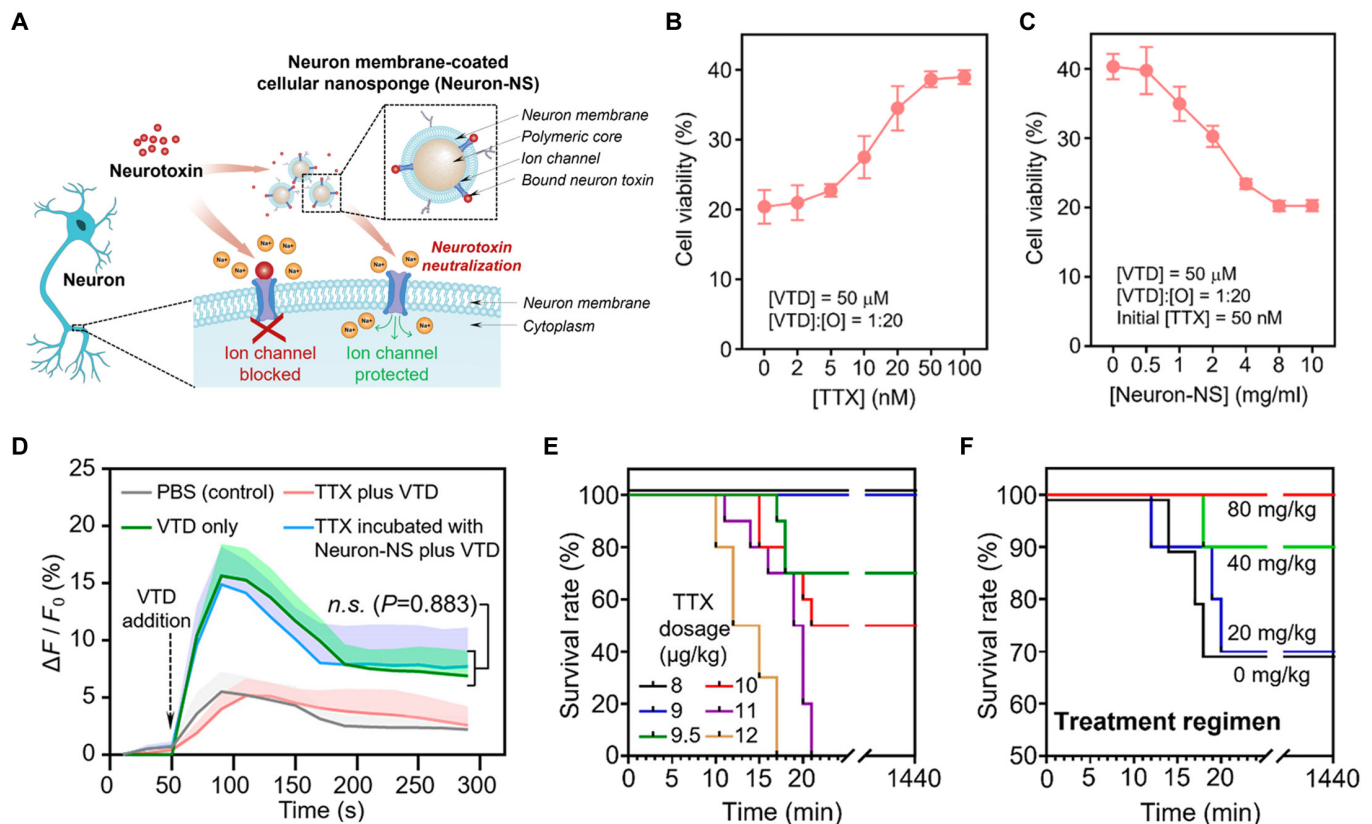 A
Neuron membrane-coated
cellular nanosponge (Neuron-NS)
Neurotoxin
Neuron membrane
Polymeric core
Ion channel
Bound neuron toxin
Neuron
Na+
Na+
Na+
Na+
Na+
Na+
Na+
Neurotoxin
neutralization
Na+
Na+
Na+
Neuron membrane
Cytoplasm
Ion channel
blocked
Ion channel
protected
B
Cell viability (%)
40
30
20
10
0
[VTD] = 50 μM
[VTD]:[O] = 1:20
0 2 5 10 20 50 100
[TTX] (nM)
C
Cell viability (%)
40
30
20
10
0
[VTD] = 50 μM
[VTD]:[O] = 1:20
Initial [TTX] = 50 nM
0 0.5 1 2 4 8 10
[Neuron-NS] (mg/ml)
D
ΔF / F0 (%)
25
20
15
10
5
0
PBS (control)
TTX plus VTD
VTD only
TTX incubated with
Neuron-NS plus VTD
VTD
addition
n.s. (P=0.883)
0 50 100 150 200 250 300
Time (s)
E
Survival rate (%)
100
80
60
40
20
0
TTX
dosage
(μg/kg)
8 10
9 11
9.5 12
0 5 10 15 20 1440
Time (min)
F
Survival rate (%)
100
90
80
70
60
50
80 mg/kg
40 mg/kg
20 mg/kg
0 mg/kg
Treatment regimen
0 5 10 15 20 1440
Time (min)